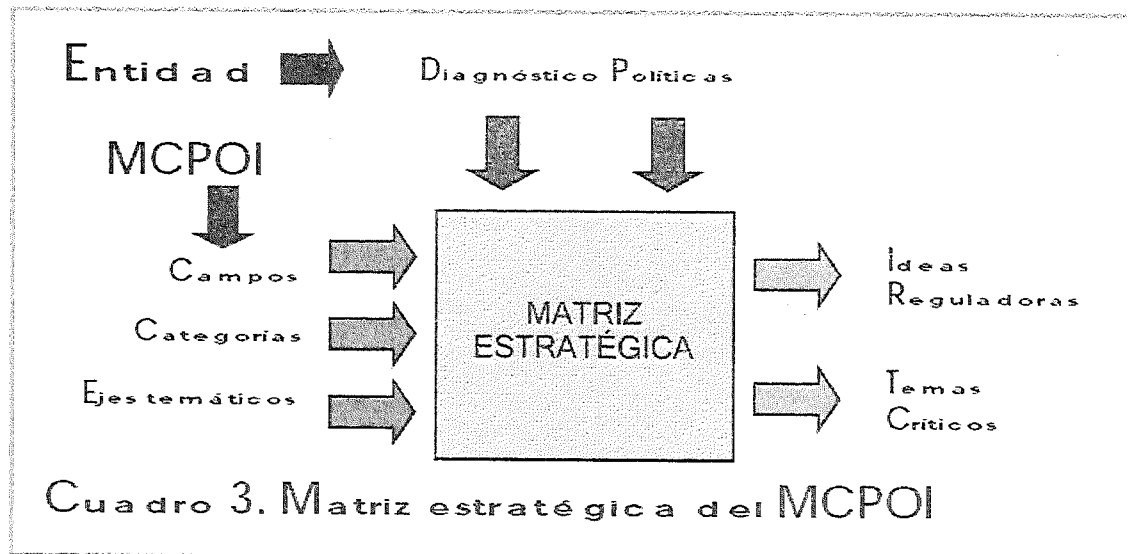 Entidad
Diagnóstico Políticas
MCPOI
Campos
Categorías
Ejes temáticos
MATRIZ
ESTRATÉGICA
Ideas
Reguladoras
Temas
Críticos
Cuadro 3. Matriz estratégica del MCPOI